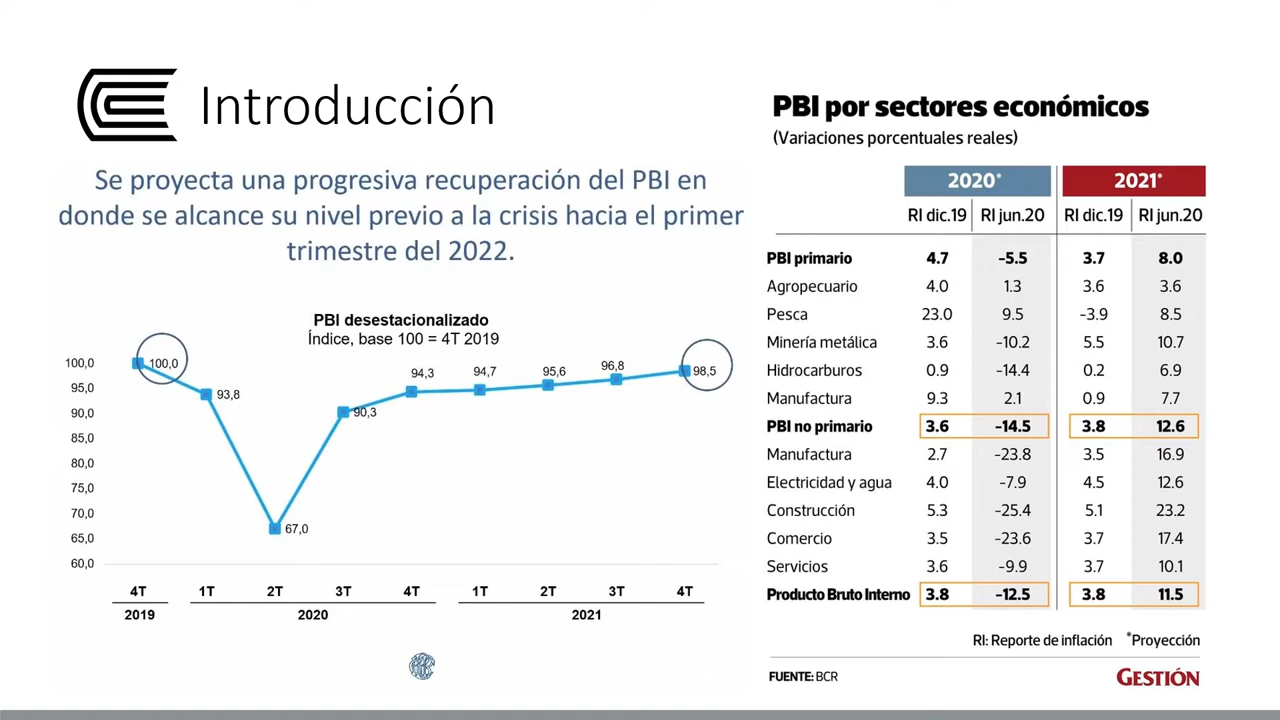 Introducción
Se proyecta una progresiva recuperación del PBI en
donde se alcance su nivel previo a la crisis hacia el primer
trimestre del 2022.
PBI desestacionalizado
Índice, base 100 = 4T 2019
100,0
95,0
90,0
85,0
80,0
75,0
70,0
65,0
60,0
100,0
93,8
67,0
90,3
94,3
94,7
95,6
96,8
98,5
4T 1T 2T 3T 4T 1T 2T 3T 4T
2019 2020 2021
PBI por sectores económicos
(Variaciones porcentuales reales)
2020* 2021*
RI dic.19 RI jun.20 RI dic.19 RI jun.20
PBI primario 4.7 -5.5 3.7 8.0
Agropecuario 4.0 1.3 3.6 3.6
Pesca 23.0 9.5 -3.9 8.5
Minería metálica 3.6 -10.2 5.5 10.7
Hidrocarburos 0.9 -14.4 0.2 6.9
Manufactura 9.3 2.1 0.9 7.7
PBI no primario 3.6 -14.5 3.8 12.6
Manufactura 2.7 -23.8 3.5 16.9
Electricidad y agua 4.0 -7.9 4.5 12.6
Construcción 5.3 -25.4 5.1 23.2
Comercio 3.5 -23.6 3.7 17.4
Servicios 3.6 -9.9 3.7 10.1
Producto Bruto Interno 3.8 -12.5 3.8 11.5
RI: Reporte de inflación *Proyección
FUENTE: BCR GESTIÓN